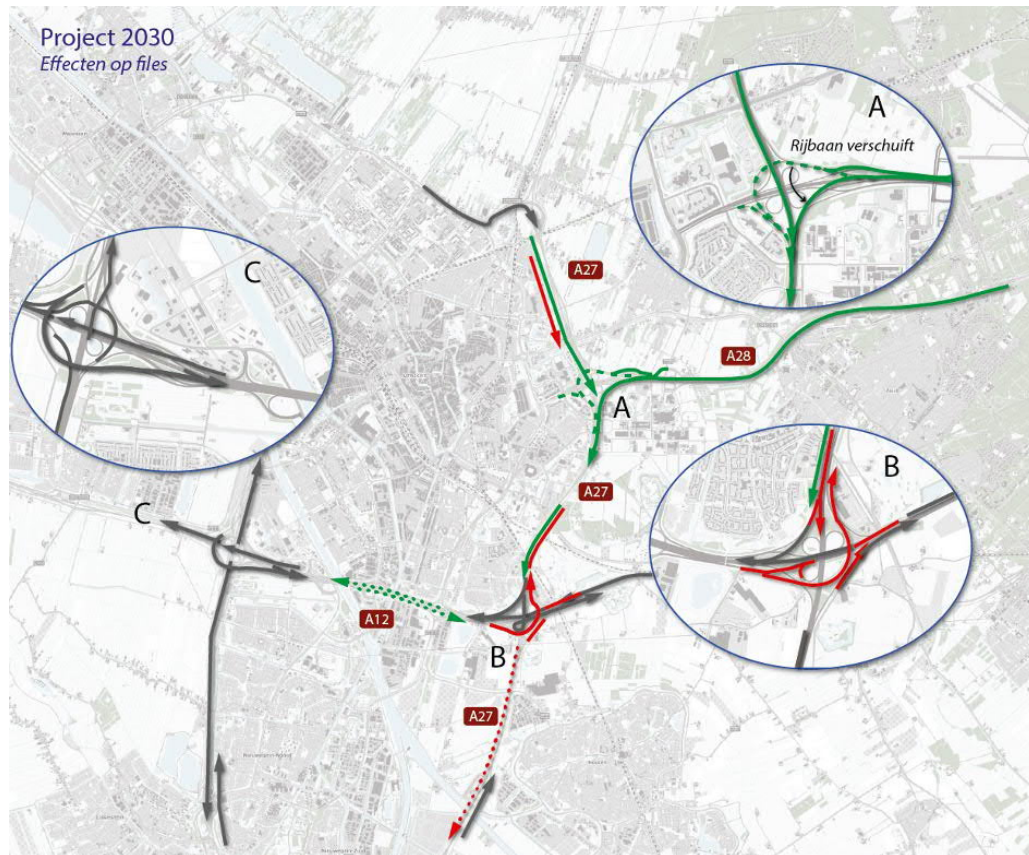 Project 2030
Effecten op files
A
Rijbaan verschuift
A27
C
A28
A
A27
B
C
A12
B
A27